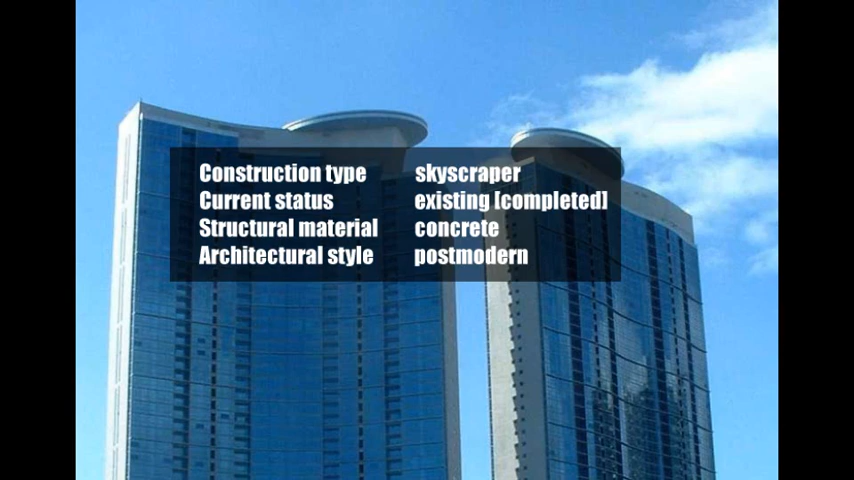 Construction type skyscraper
Current status existing [completed]
Structural material concrete
Architectural style postmodern